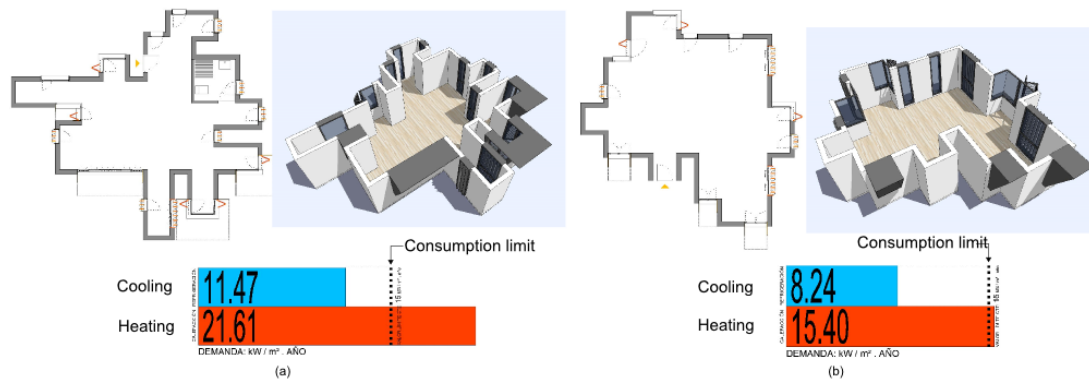 Consumption limit
Cooling
11.47
Heating
21.61
DEMANDA: kW / m² . AÑO
(a)
Consumption limit
Cooling
8.24
Heating
15.40
DEMANDA: kW / m² . AÑO
(b)